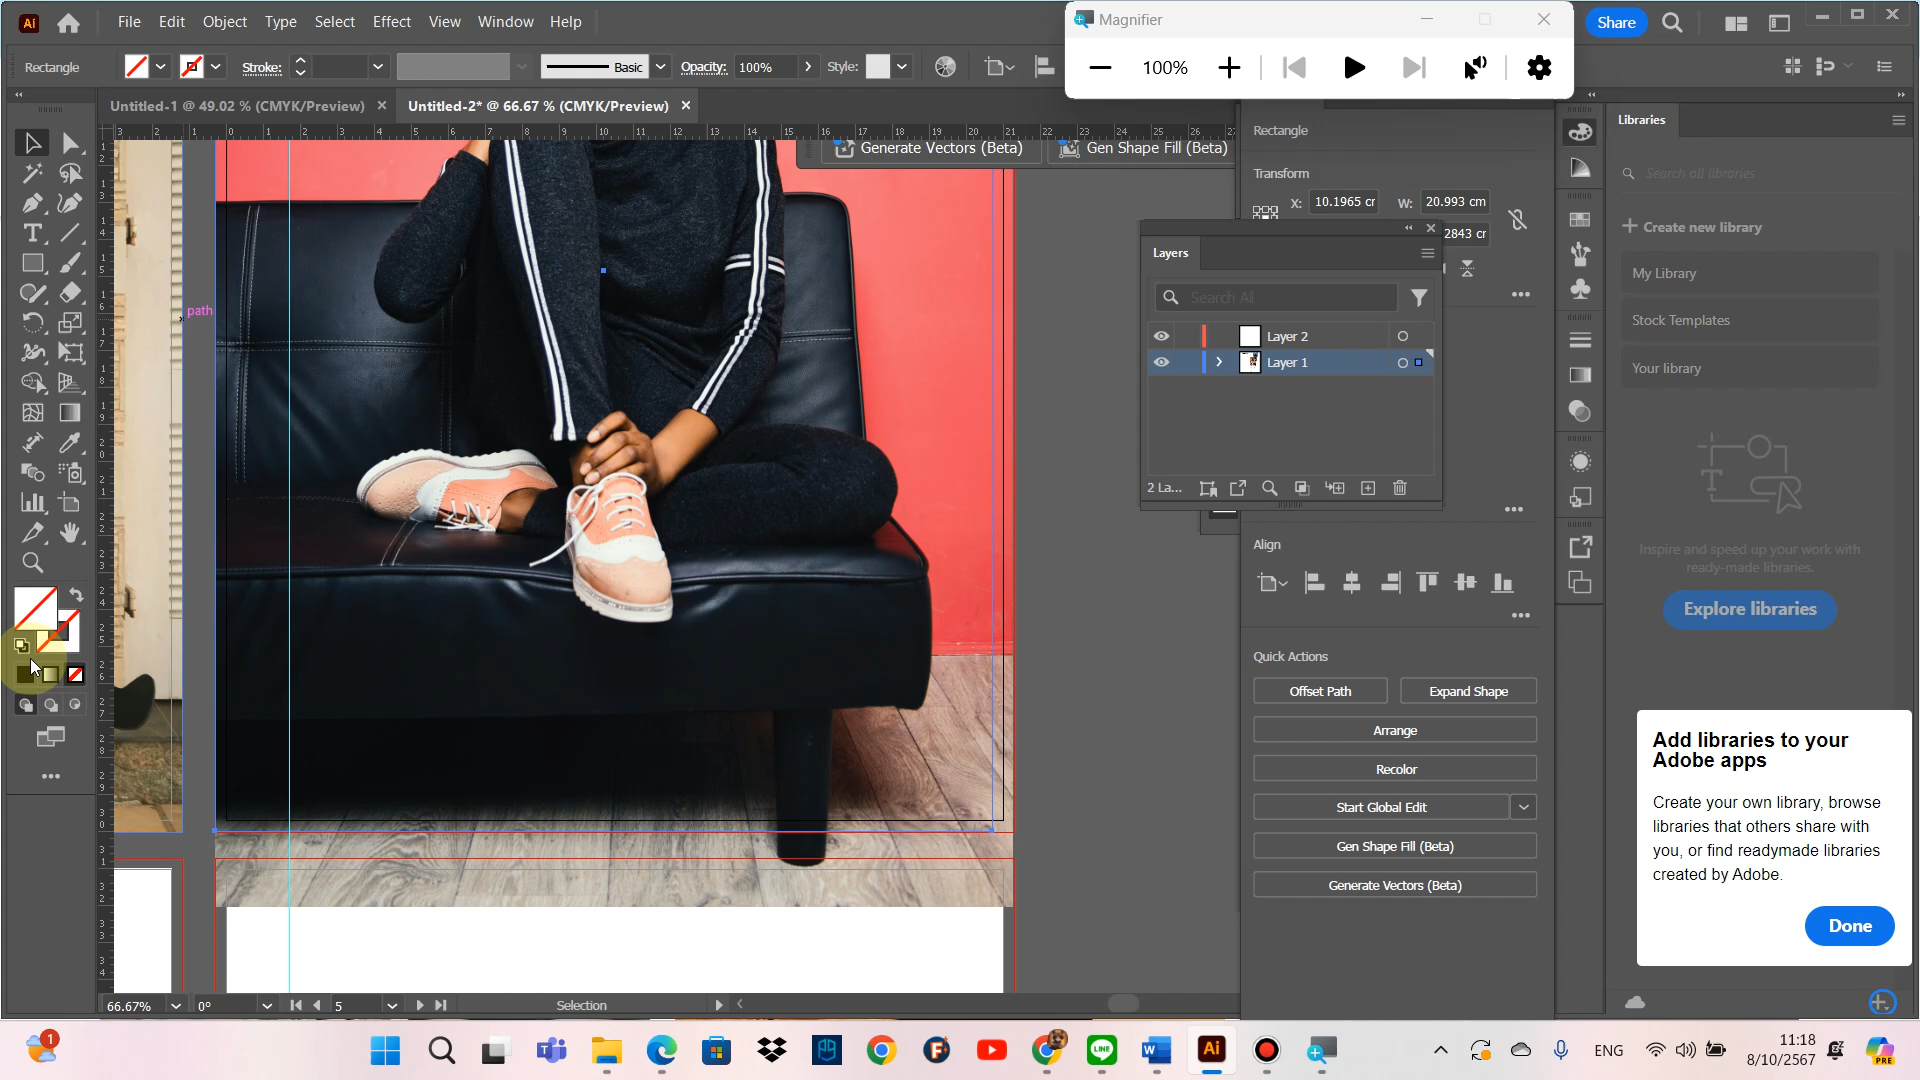 Ai File Edit Object Type Select Effect View Window Help
Magnifier
Share
Rectangle Stroke: Basic Opacity: 100% Style:
100%
Untitled-1 @ 49.02 % (CMYK/Preview) Untitled-2* @ 66.67 % (CMYK/Preview)
Generate Vectors (Beta) Gen Shape Fill (Beta)
Rectangle
Transform
X: 10.1965 cr W: 20.993 cm
2843 cr
path
Layers
Search All
Layer 2
Layer 1
2 La...
Align
Quick Actions
Offset Path Expand Shape
Arrange
Recolor
Start Global Edit
Gen Shape Fill (Beta)
Generate Vectors (Beta)
Libraries
Search all libraries
Create new library
My Library
Stock Templates
Your library
Inspire and speed up your work with
ready-made libraries.
Explore libraries
Add libraries to your
Adobe apps
Create your own library, browse
libraries that others share with
you, or find readymade libraries
created by Adobe.
Done
66.67% 0° 5 Selection
1
ENG
11:18
8/10/2567
PRE